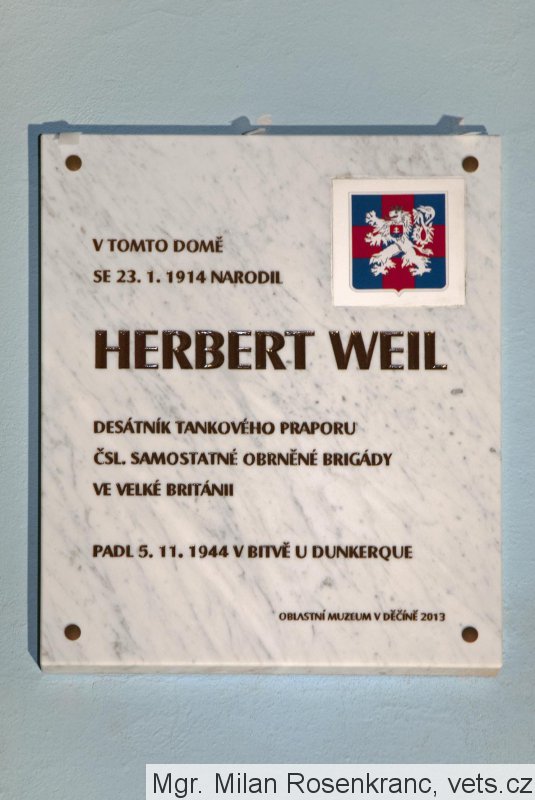 V TOMTO DOMĚ
SE 23. 1. 1914 NARODIL
HERBERT WEIL
DESÁTNÍK TANKOVÉHO PRAPORU
ČSL. SAMOSTATNÉ OBRNĚNÉ BRIGÁDY
VE VELKÉ BRITÁNII
PADL 5. 11. 1944 V BITVĚ U DUNKERQUE
OBLASTNÍ MUZEUM V DĚČÍNĚ 2013
Mgr. Milan Rosenkranc, vets.cz